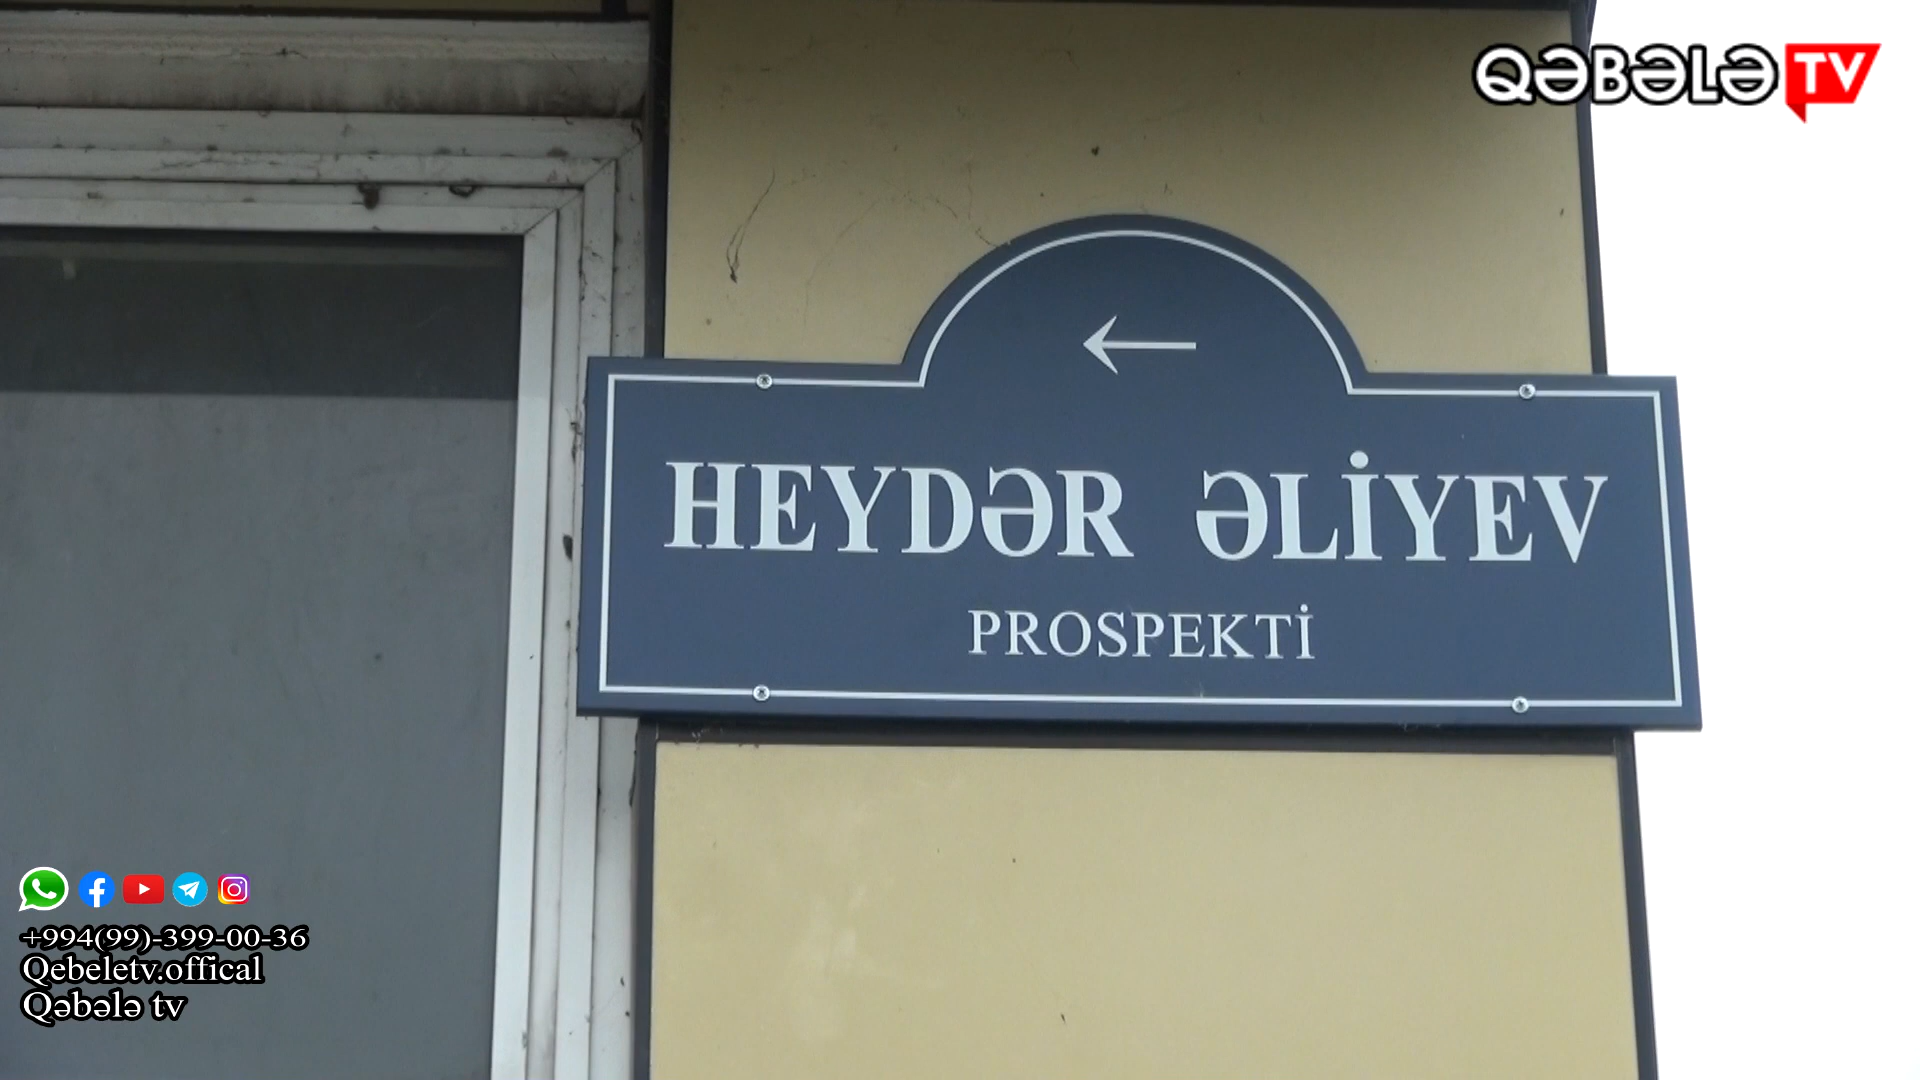 QƏBƏLƏ TV
←
HEYDƏR ƏLİYEV
PROSPEKTİ
+994(99)-399-00-36
Qebeletv.offical
Qəbələ tv